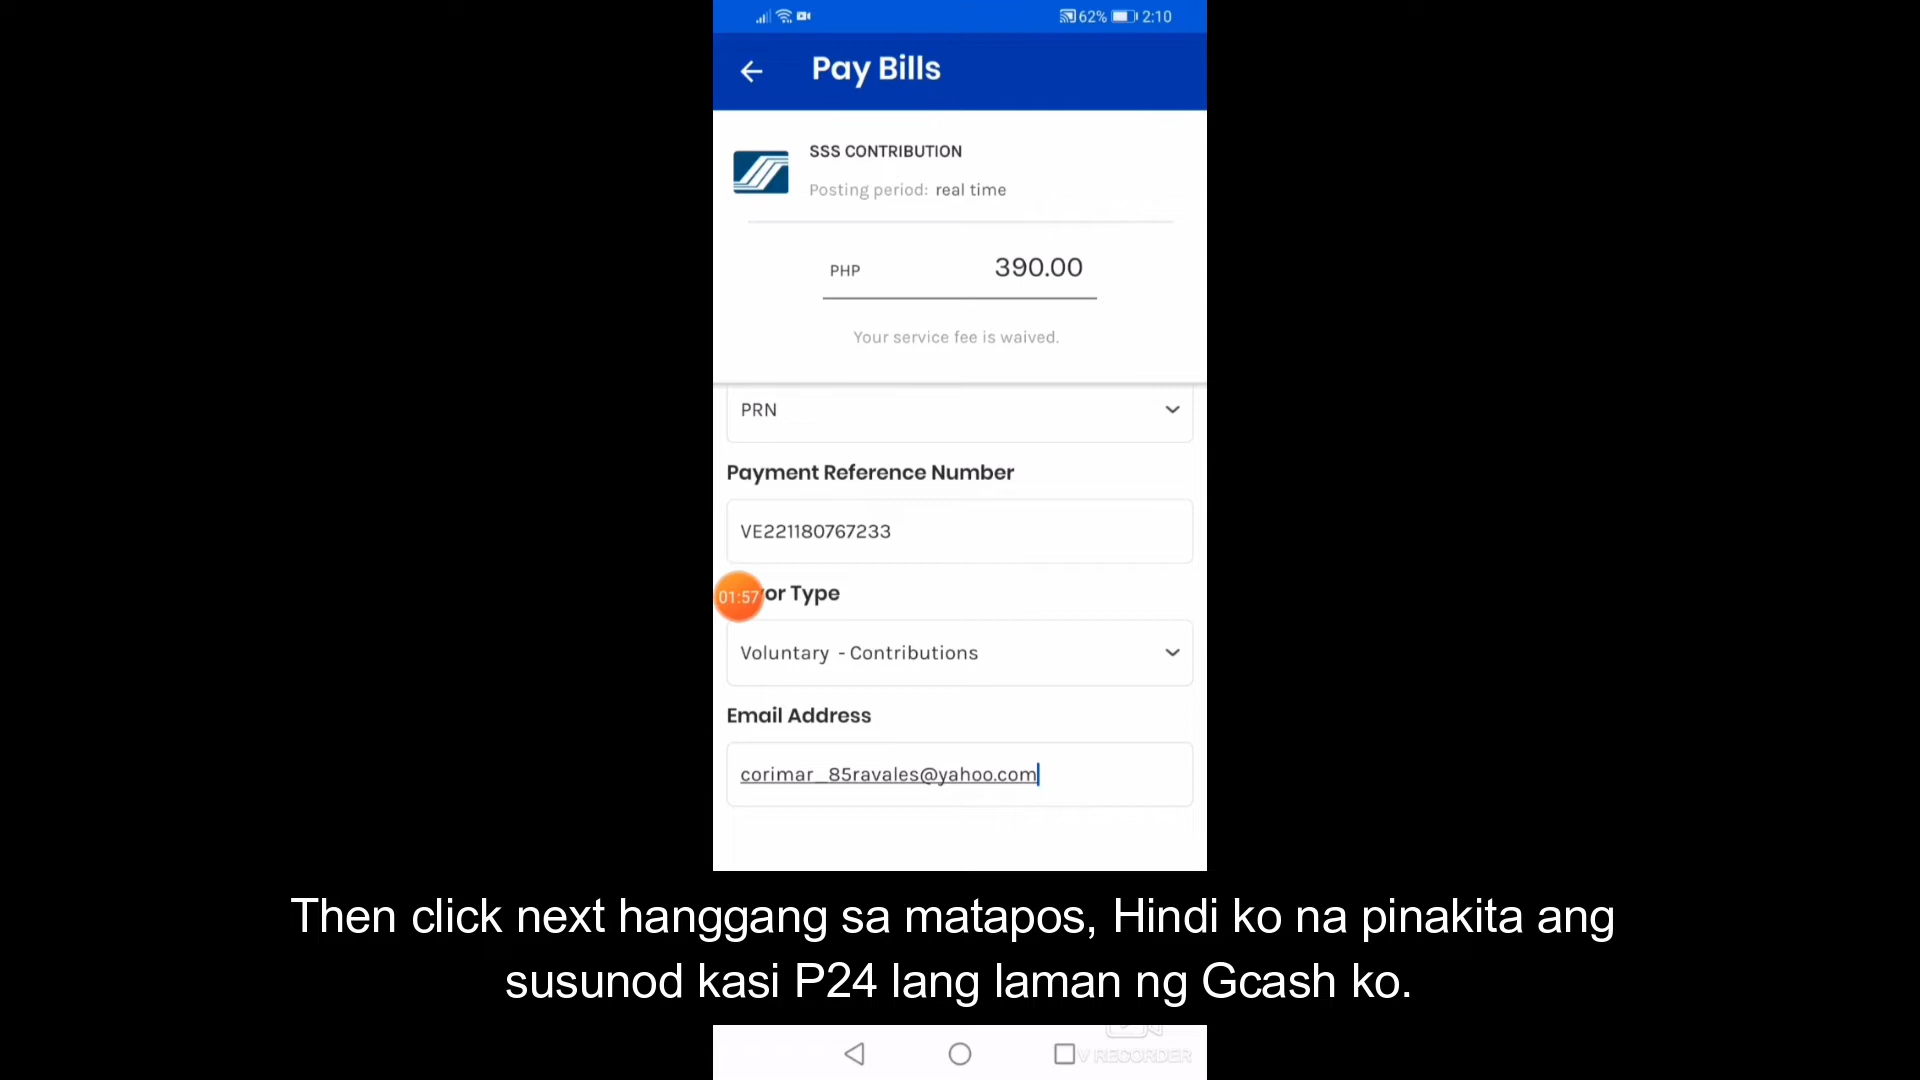 62% 2:10
Pay Bills
SSS CONTRIBUTION
Posting period: real time
PHP 390.00
Your service fee is waived.
PRN
Payment Reference Number
VE221180767233
01:57 or Type
Voluntary - Contributions
Email Address
corimar_85ravales@yahoo.com
Then click next hanggang sa matapos, Hindi ko na pinakita ang
susunod kasi P24 lang laman ng Gcash ko.
V RECORDER